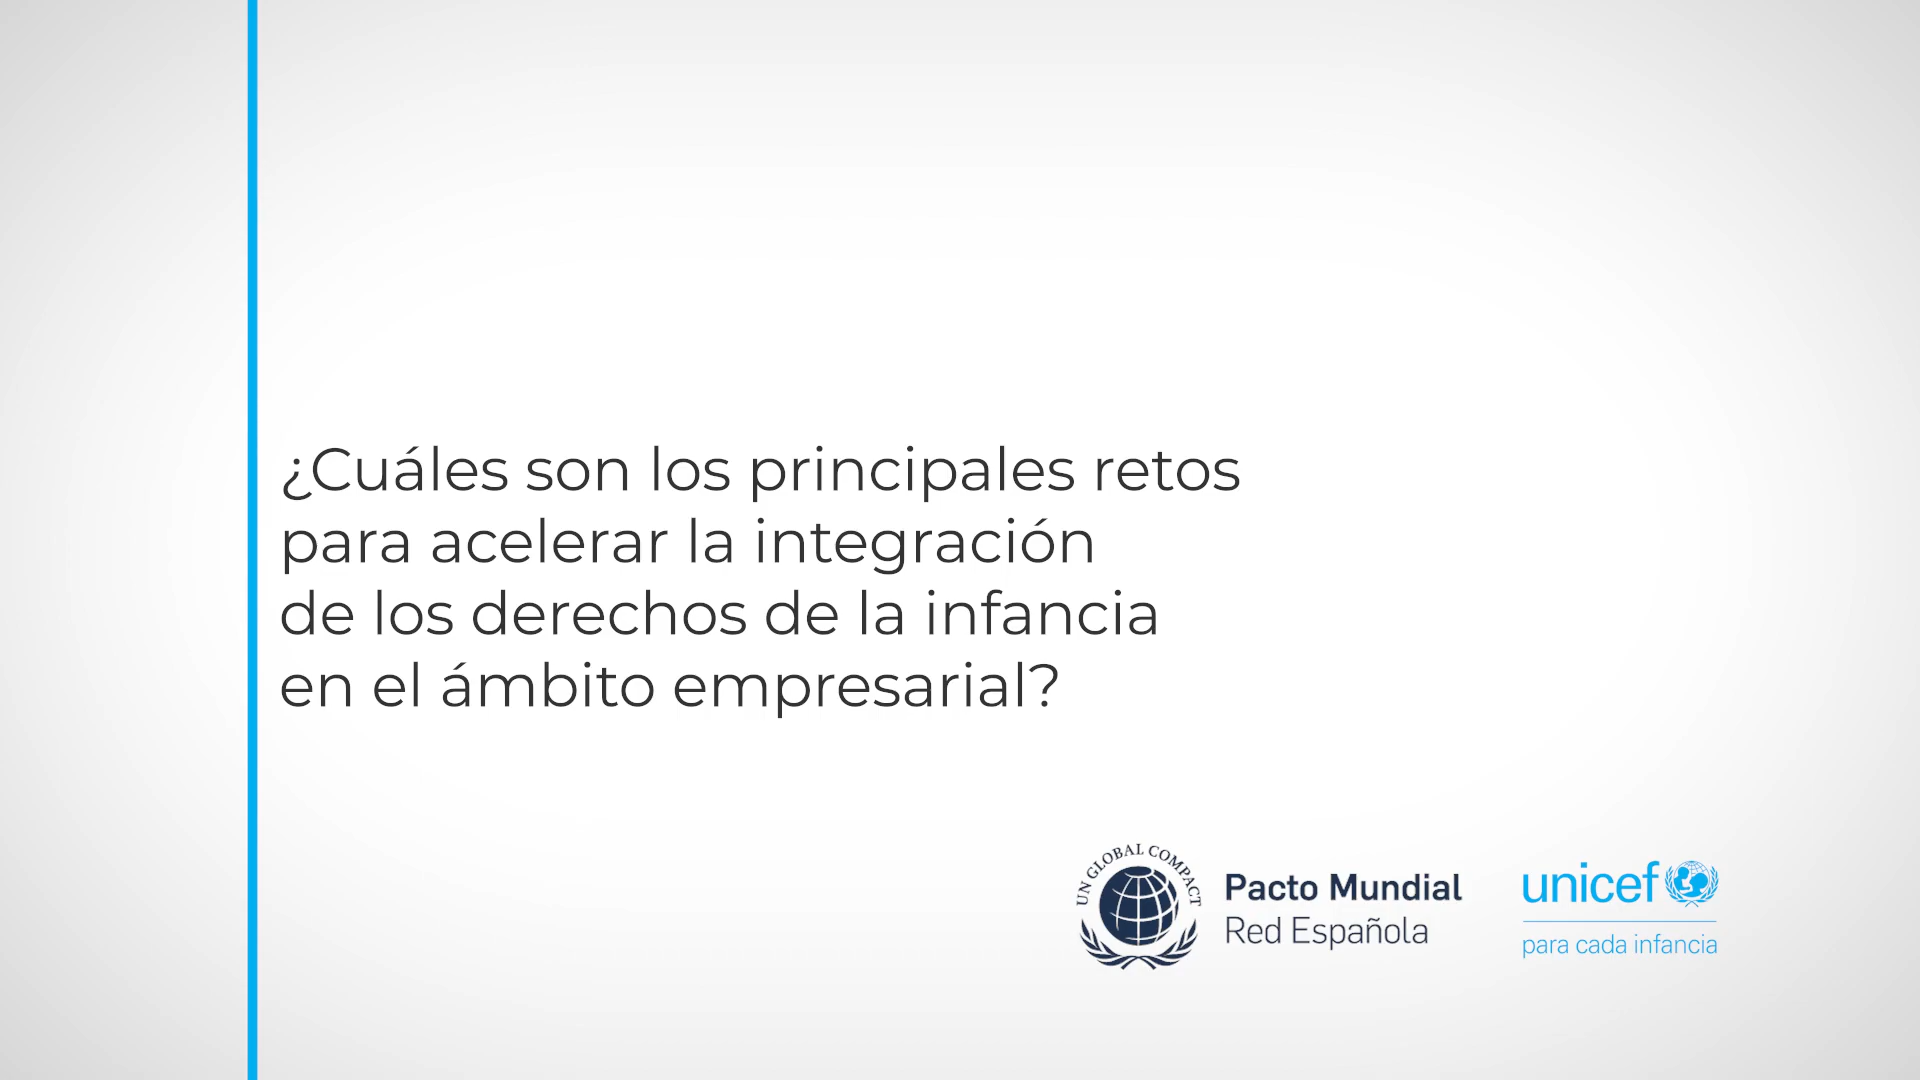 ¿Cuáles son los principales retos
para acelerar la integración
de los derechos de la infancia
en el ámbito empresarial?
UN GLOBAL COMPACT
Pacto Mundial
Red Española
unicef
para cada infancia